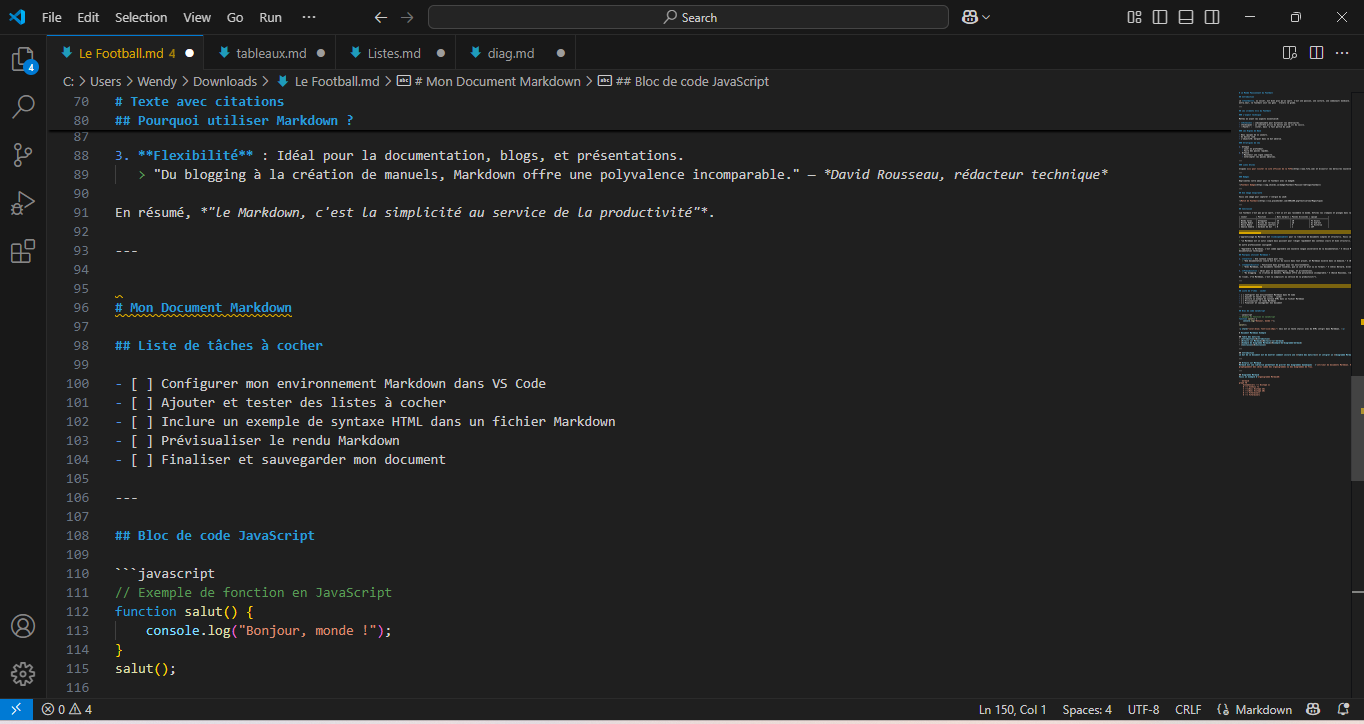 File Edit Selection View Go Run ··· Search
Le Football.md 4 tableaux.md Listes.md diag.md
C: > Users > Wendy > Downloads > Le Football.md > # Mon Document Markdown > ## Bloc de code JavaScript
70 # Texte avec citations
80 ## Pourquoi utiliser Markdown ?
87
88 3. **Flexibilité** : Idéal pour la documentation, blogs, et présentations.
89 > "Du blogging à la création de manuels, Markdown offre une polyvalence incomparable." — *David Rousseau, rédacteur technique*
90
91 En résumé, *"le Markdown, c'est la simplicité au service de la productivité"*.
92
93 ---
94
95
96 # Mon Document Markdown
97
98 ## Liste de tâches à cocher
99
100 - [ ] Configurer mon environnement Markdown dans VS Code
101 - [ ] Ajouter et tester des listes à cocher
102 - [ ] Inclure un exemple de syntaxe HTML dans un fichier Markdown
103 - [ ] Prévisualiser le rendu Markdown
104 - [ ] Finaliser et sauvegarder mon document
105
106 ---
107
108 ## Bloc de code JavaScript
109
110 ```javascript
111 // Exemple de fonction en JavaScript
112 function salut() {
113 console.log("Bonjour, monde !");
114 }
115 salut();
116
4
0 4 Ln 150, Col 1 Spaces: 4 UTF-8 CRLF {} Markdown